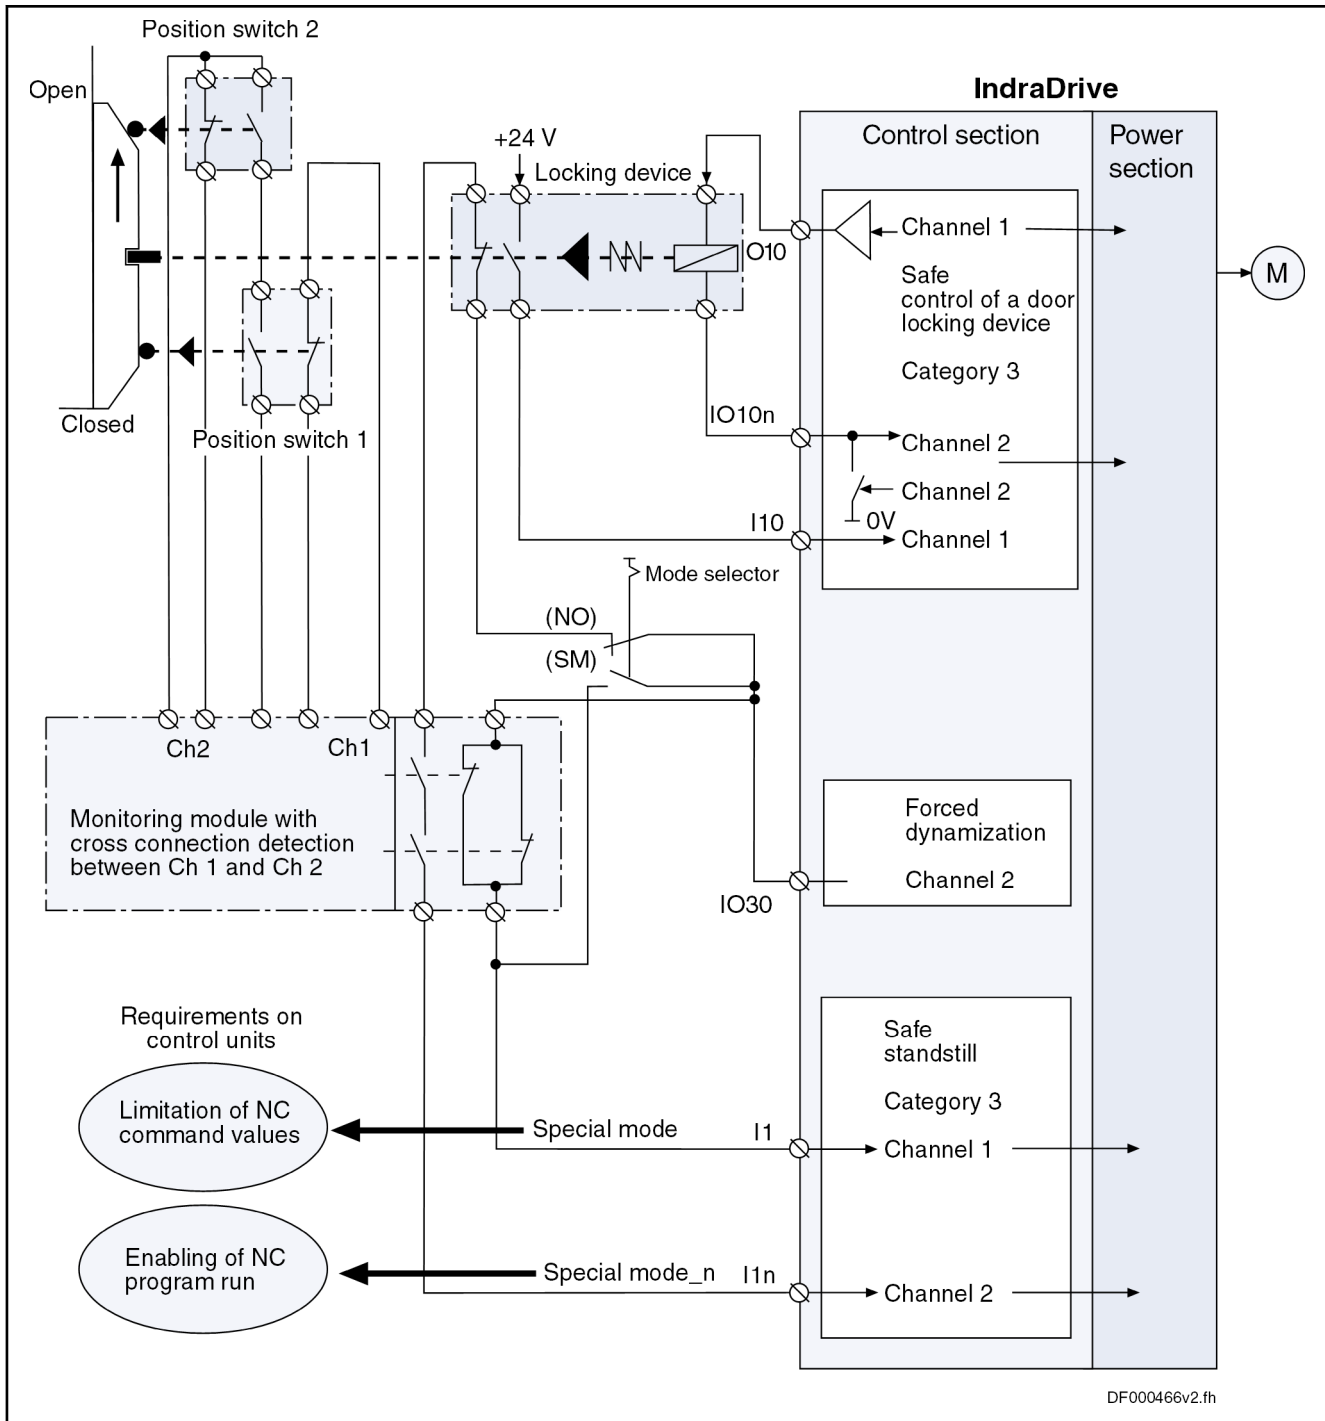 Position switch 2
Open
IndraDrive
Control section
Power
section
+24 V
Locking device
O10
Channel 1
Safe
control of a door
locking device
Category 3
M
Closed
Position switch 1
IO10n
Channel 2
Channel 2
0V
I10
Channel 1
Mode selector
(NO)
(SM)
Ch2
Ch1
Monitoring module with
cross connection detection
between Ch 1 and Ch 2
Forced
dynamization
Channel 2
IO30
Requirements on
control units
Limitation of NC
command values
Special mode
I1
Safe
standstill
Category 3
Channel 1
Enabling of NC
program run
Special mode_n
I1n
Channel 2
DF000466v2.fh